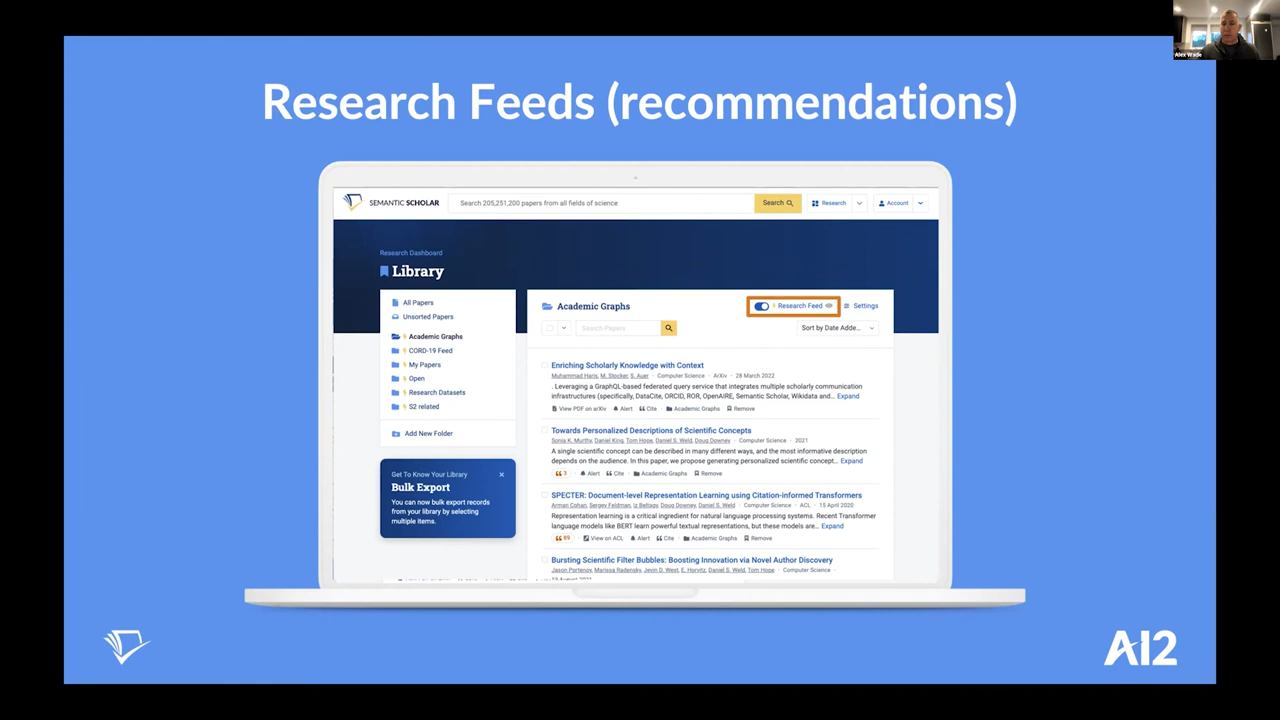 Alex Wade
Research Feeds (recommendations)
SEMANTIC SCHOLAR
Search 205,251,200 papers from all fields of science
Search
Research
Account
Research Dashboard
Library
All Papers
Unsorted Papers
Academic Graphs
CORD-19 Feed
My Papers
Open
Research Datasets
S2 related
Add New Folder
Get To Know Your Library
Bulk Export
You can now bulk export records
from your library by selecting
multiple items.
Academic Graphs
Research Feed
Settings
Search Papers
Sort by Date Adde...
Enriching Scholarly Knowledge with Context
Muhammad Haris, M. Stocker, S. Auer · Computer Science · ArXiv · 28 March 2022
. Leveraging a GraphQL-based federated query service that integrates multiple scholarly communication
infrastructures (specifically, DataCite, ORCID, ROR, OpenAIRE, Semantic Scholar, Wikidata and... Expand
View PDF on arXiv Alert Cite Academic Graphs Remove
Towards Personalized Descriptions of Scientific Concepts
Sonia K. Murthy, Daniel King, Tom Hope, Daniel S. Weld, Doug Downey · Computer Science · 2021
A single scientific concept can be described in many different ways, and the most informative description
depends on the audience. In this paper, we propose generating personalized scientific concept... Expand
3 Alert Cite Academic Graphs Remove
SPECTER: Document-level Representation Learning using Citation-informed Transformers
Arman Cohan, Sergey Feldman, Iz Beltagy, Doug Downey, Daniel S. Weld · Computer Science · ACL · 15 April 2020
Representation learning is a critical ingredient for natural language processing systems. Recent Transformer
language models like BERT learn powerful textual representations, but these models are... Expand
89 View on ACL Alert Cite Academic Graphs Remove
Bursting Scientific Filter Bubbles: Boosting Innovation via Novel Author Discovery
Jason Portenoy, Marissa Radensky, Jevin D. West, E. Horvitz, Daniel S. Weld, Tom Hope · Computer Science ·
AI2